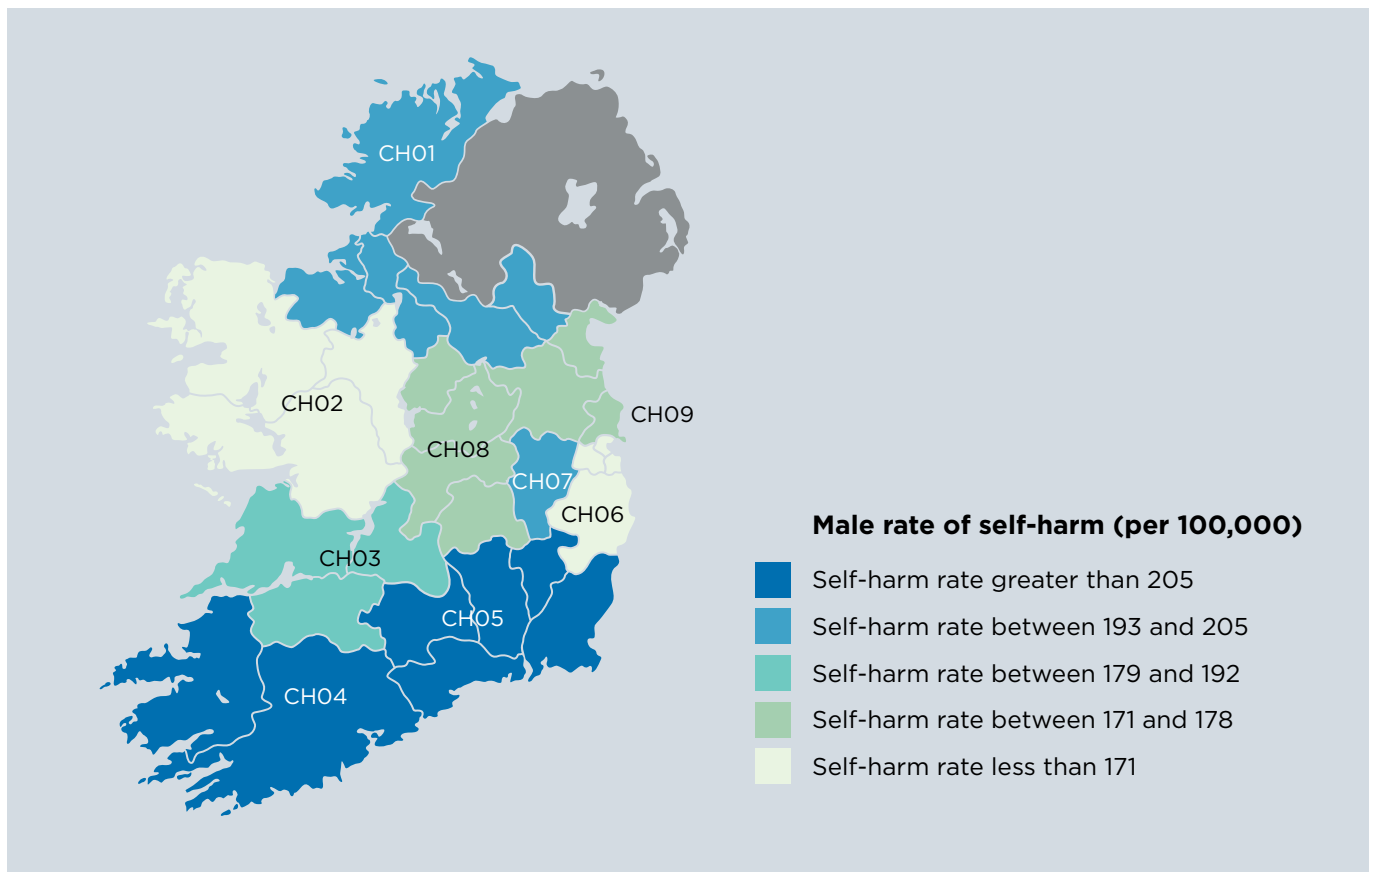 CH01
CH02
CH09
CH08
CH07
CH06
CH03
CH05
CH04
Male rate of self-harm (per 100,000)
Self-harm rate greater than 205
Self-harm rate between 193 and 205
Self-harm rate between 179 and 192
Self-harm rate between 171 and 178
Self-harm rate less than 171